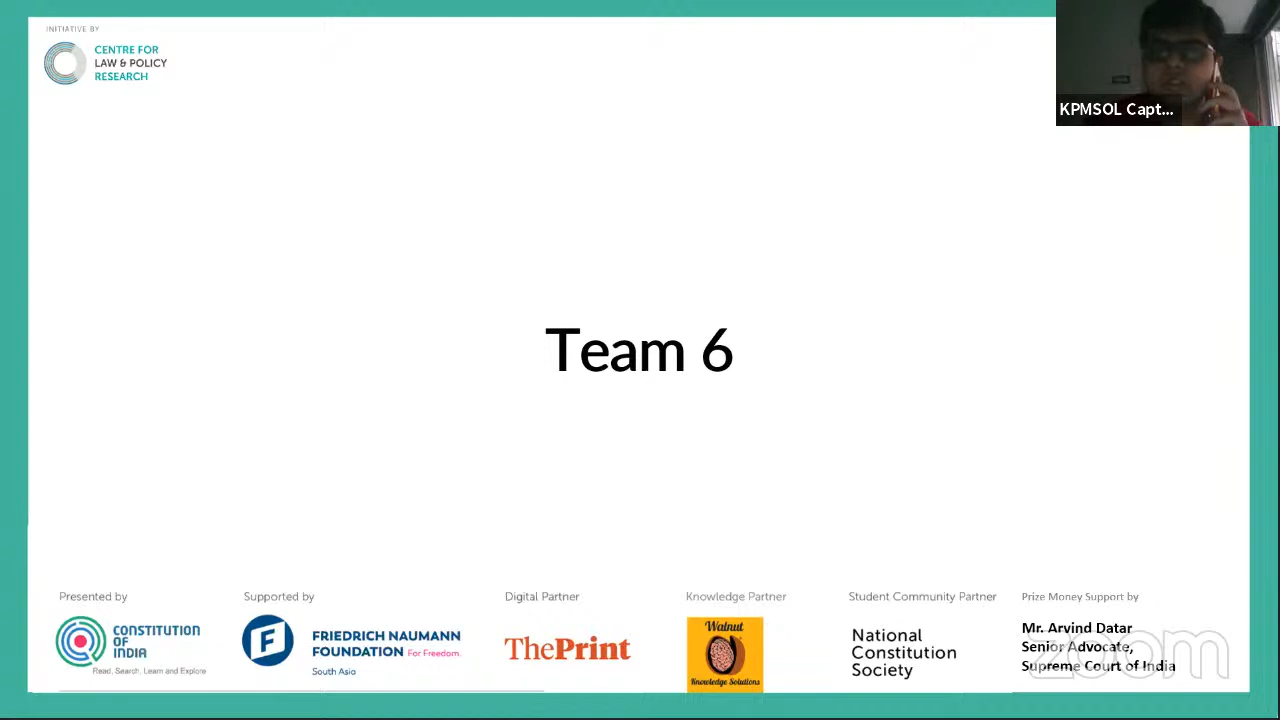 INITIATIVE BY
CENTRE FOR
LAW & POLICY
RESEARCH
KPMSOL Capt...
Team 6
Presented by
CONSTITUTION
OF
INDIA
Read, Search, Learn and Explore
Supported by
FRIEDRICH NAUMANN
FOUNDATION For Freedom.
South Asia
Digital Partner
ThePrint
Knowledge Partner
Walnut
Knowledge Solutions
Student Community Partner
National
Constitution
Society
Prize Money Support by
Mr. Arvind Datar
Senior Advocate,
Supreme Court of India
zoom